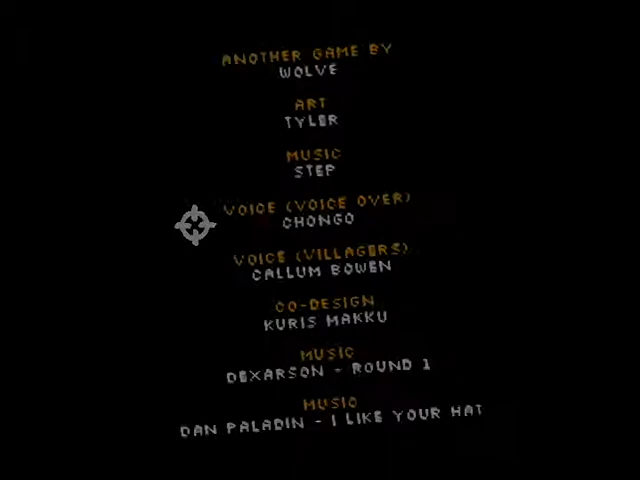 ANOTHER GAME BY
WOLVE
ART
TYLER
MUSIC
STEP
VOICE (VOICE OVER)
CHONGO
VOICE (VILLAGERS)
CALLUM BOWEN
CO-DESIGN
KURIS MAKKU
MUSIC
DEXARSON - ROUND 1
MUSIC
DAN PALADIN - I LIKE YOUR HAT